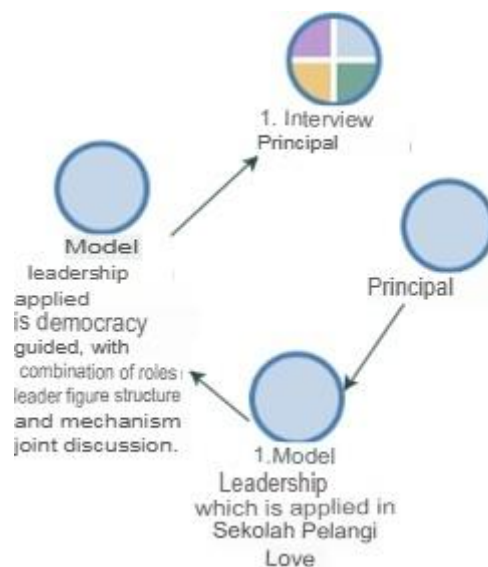 1. Interview
Principal
Model
leadership
applied
is democracy
guided, with
combination of roles
leader figure structure
and mechanism
joint discussion.
Principal
1.Model
Leadership
which is applied in
Sekolah Pelangi
Love